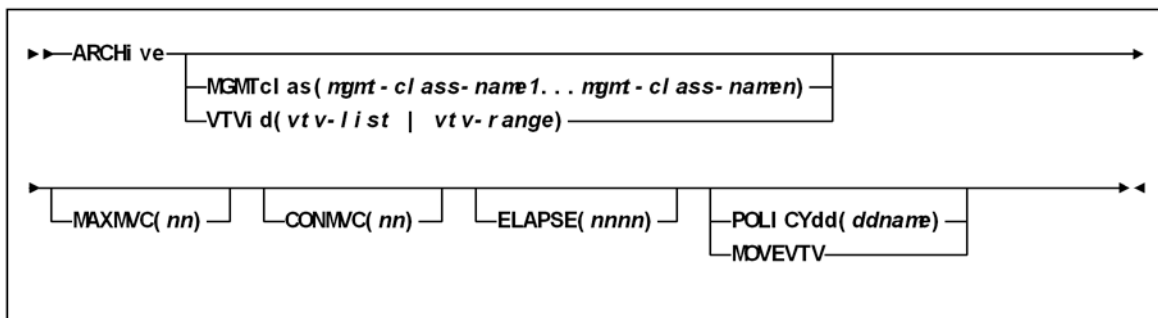 ARCHive
MGMTclas(mgmt-class-name1...mgmt-class-namen)
VTVid(vtv-list | vtv-range)
MAXMVC(nn) CONMVC(nn) ELAPSE(nnnn) POLICYdd(ddname)
MOVEVTV